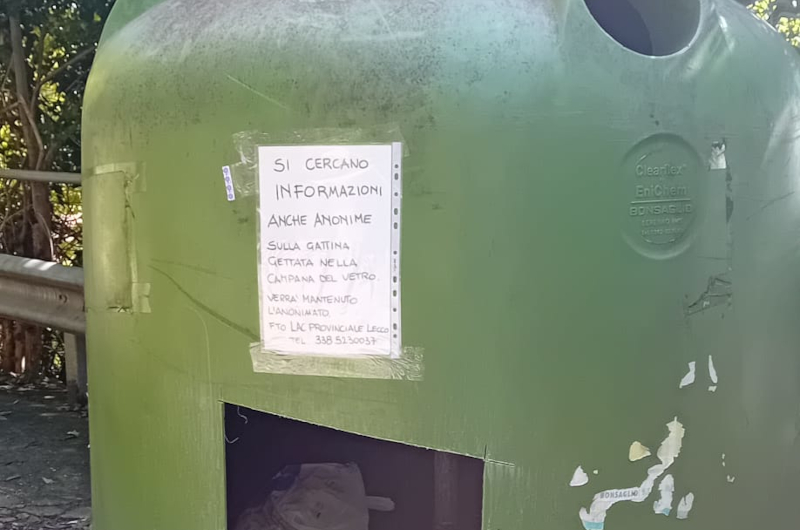 SI CERCANO
INFORMAZIONI
ANCHE ANONIME
SULLA GATTINA
GETTATA NELLA
CAMPANA DEL VETRO.
VERRA' MANTENUTO
L'ANONIMATO.
FTO LAC PROVINCIALE LECCO
TEL. 338 5230037
Clearflex
EniChem
BONSAGLIO
BONSAGLIO